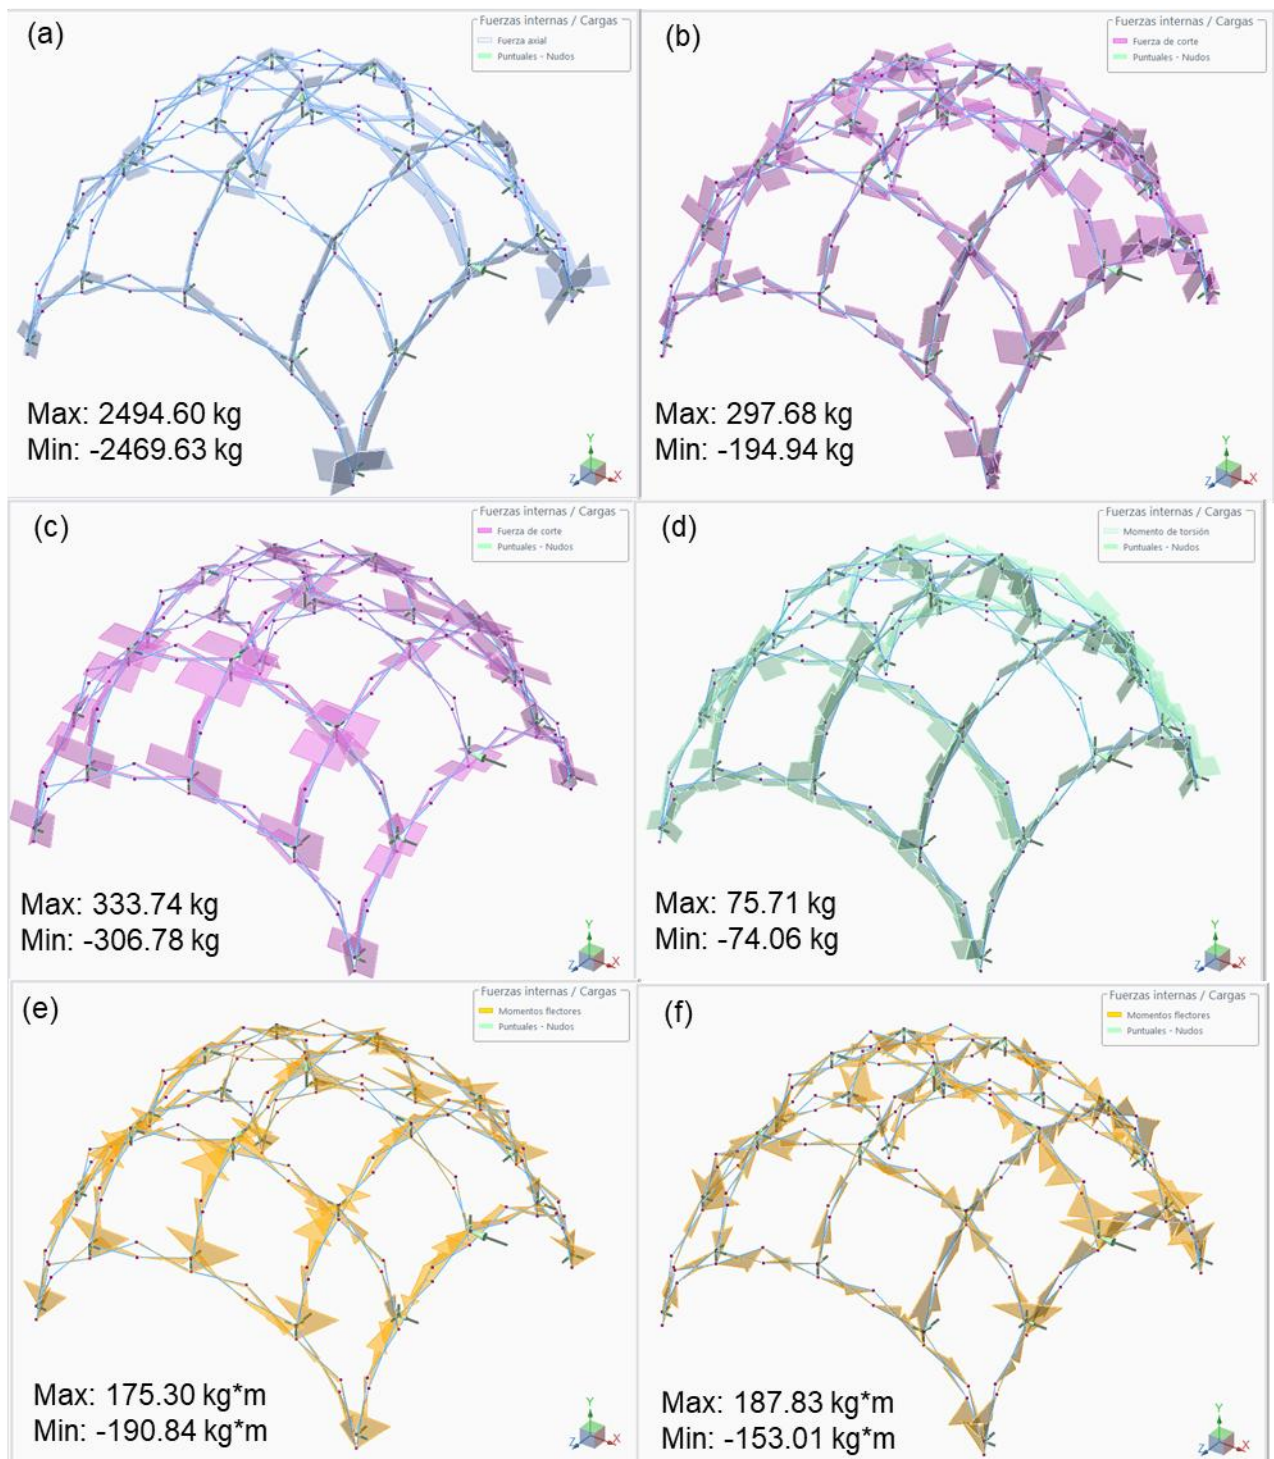 (a)
Fuerzas internas / Cargas
Fuerza axial
Puntuales - Nudos
Max: 2494.60 kg
Min: -2469.63 kg
Y
Z
X
(b)
Fuerzas internas / Cargas
Fuerza de corte
Puntuales - Nudos
Max: 297.68 kg
Min: -194.94 kg
Y
Z
X
(c)
Fuerzas internas / Cargas
Fuerza de corte
Puntuales - Nudos
Max: 333.74 kg
Min: -306.78 kg
Y
Z
X
(d)
Fuerzas internas / Cargas
Momento de torsión
Puntuales - Nudos
Max: 75.71 kg
Min: -74.06 kg
Y
Z
X
(e)
Fuerzas internas / Cargas
Momentos flectores
Puntuales - Nudos
Max: 175.30 kg*m
Min: -190.84 kg*m
Y
Z
X
(f)
Fuerzas internas / Cargas
Momentos flectores
Puntuales - Nudos
Max: 187.83 kg*m
Min: -153.01 kg*m
Y
Z
X